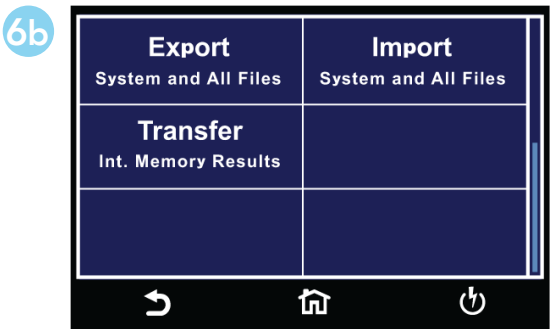 6b
Export
Import
System and All Files
System and All Files
Transfer
Int. Memory Results